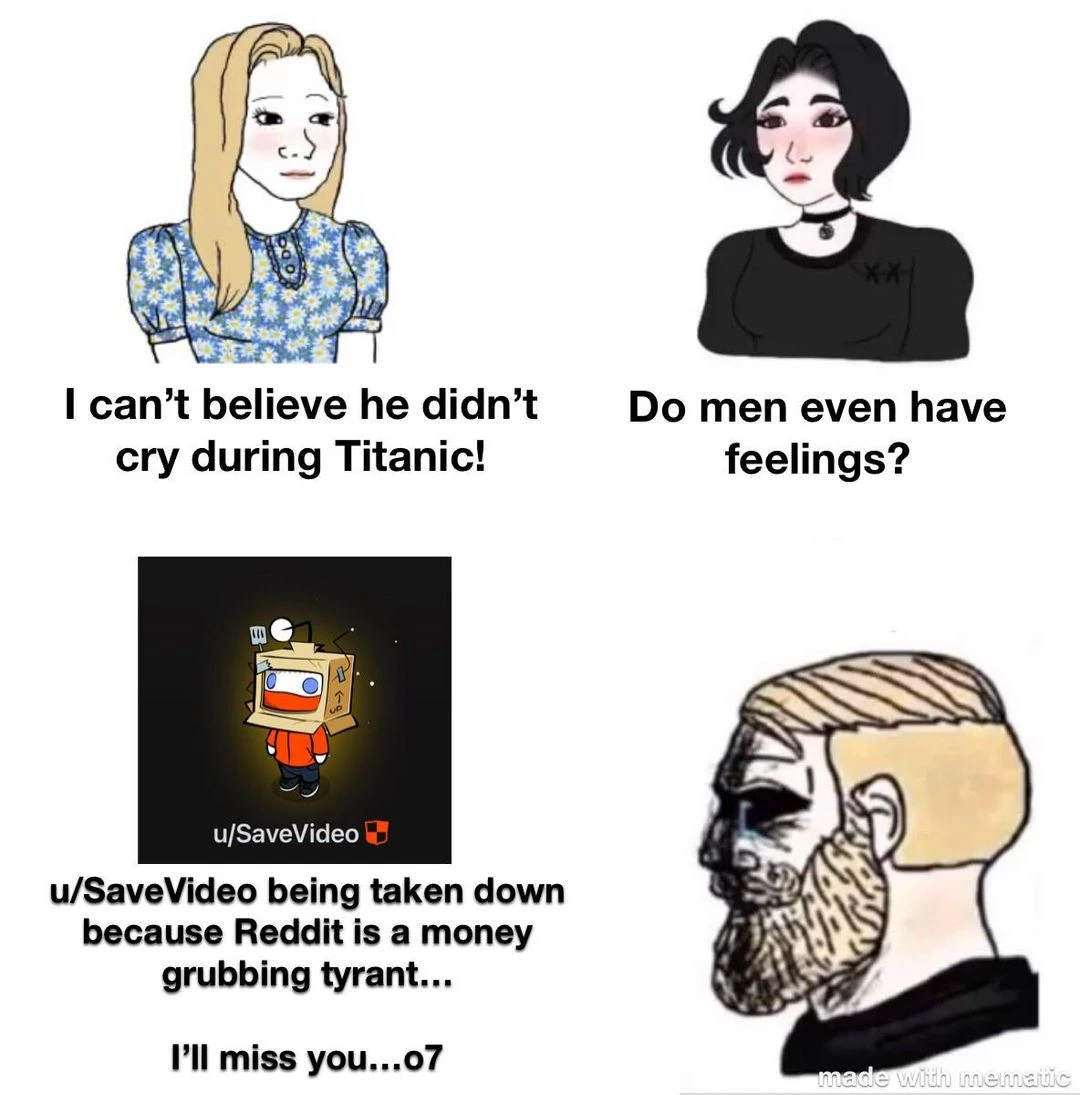 I can’t believe he didn’t
cry during Titanic!
Do men even have
feelings?
UP
u/SaveVideo
u/SaveVideo being taken down
because Reddit is a money
grubbing tyrant...
I’ll miss you...o7
made with mematic